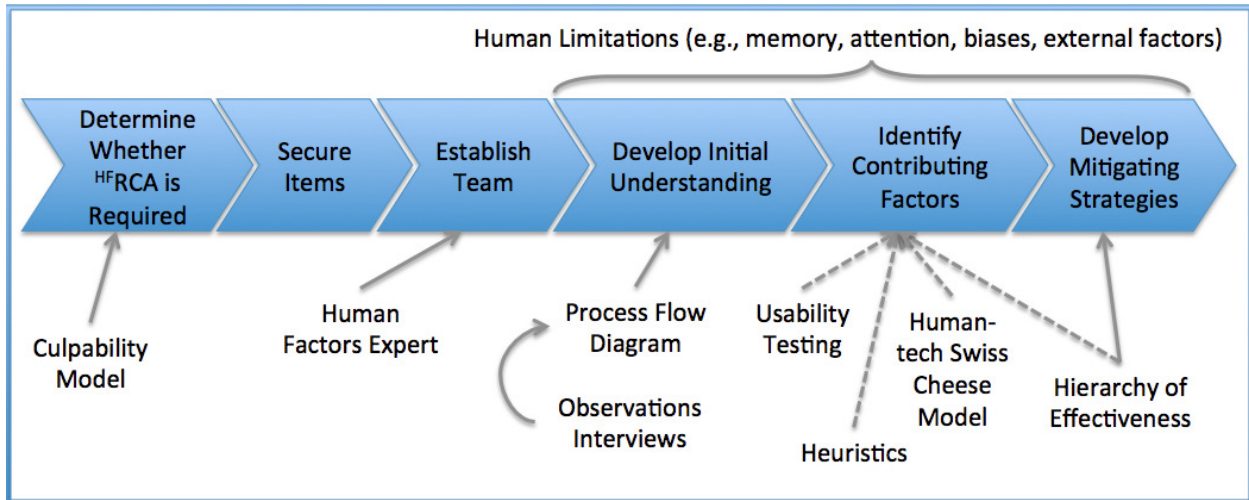 Human Limitations (e.g., memory, attention, biases, external factors)
Determine
Whether
HFRCA is
Required
Secure
Items
Establish
Team
Develop Initial
Understanding
Identify
Contributing
Factors
Develop
Mitigating
Strategies
Culpability
Model
Human
Factors Expert
Process Flow
Diagram
Observations
Interviews
Usability
Testing
Heuristics
Human-
tech Swiss
Cheese
Model
Hierarchy of
Effectiveness